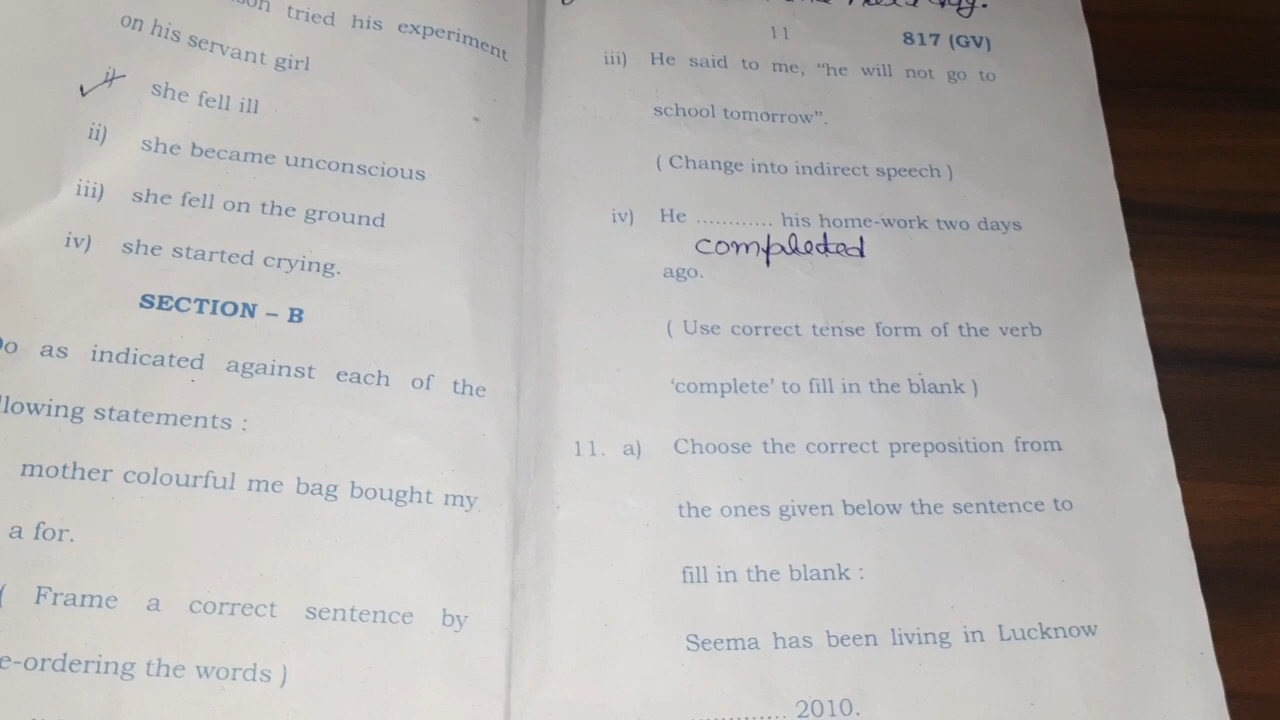 tried his experiment
on his servant girl
i) she fell ill
ii) she became unconscious
iii) she fell on the ground
iv) she started crying.
SECTION – B
as indicated against each of the
lowing statements :
mother colourful me bag bought my
a for.
( Frame a correct sentence by
e-ordering the words )
11
817 (GV)
iii) He said to me, “he will not go to
school tomorrow”.
( Change into indirect speech )
iv) He ............ his home-work two days
completed
ago.
( Use correct tense form of the verb
‘complete’ to fill in the blank )
11. a) Choose the correct preposition from
the ones given below the sentence to
fill in the blank :
Seema has been living in Lucknow
............ 2010.